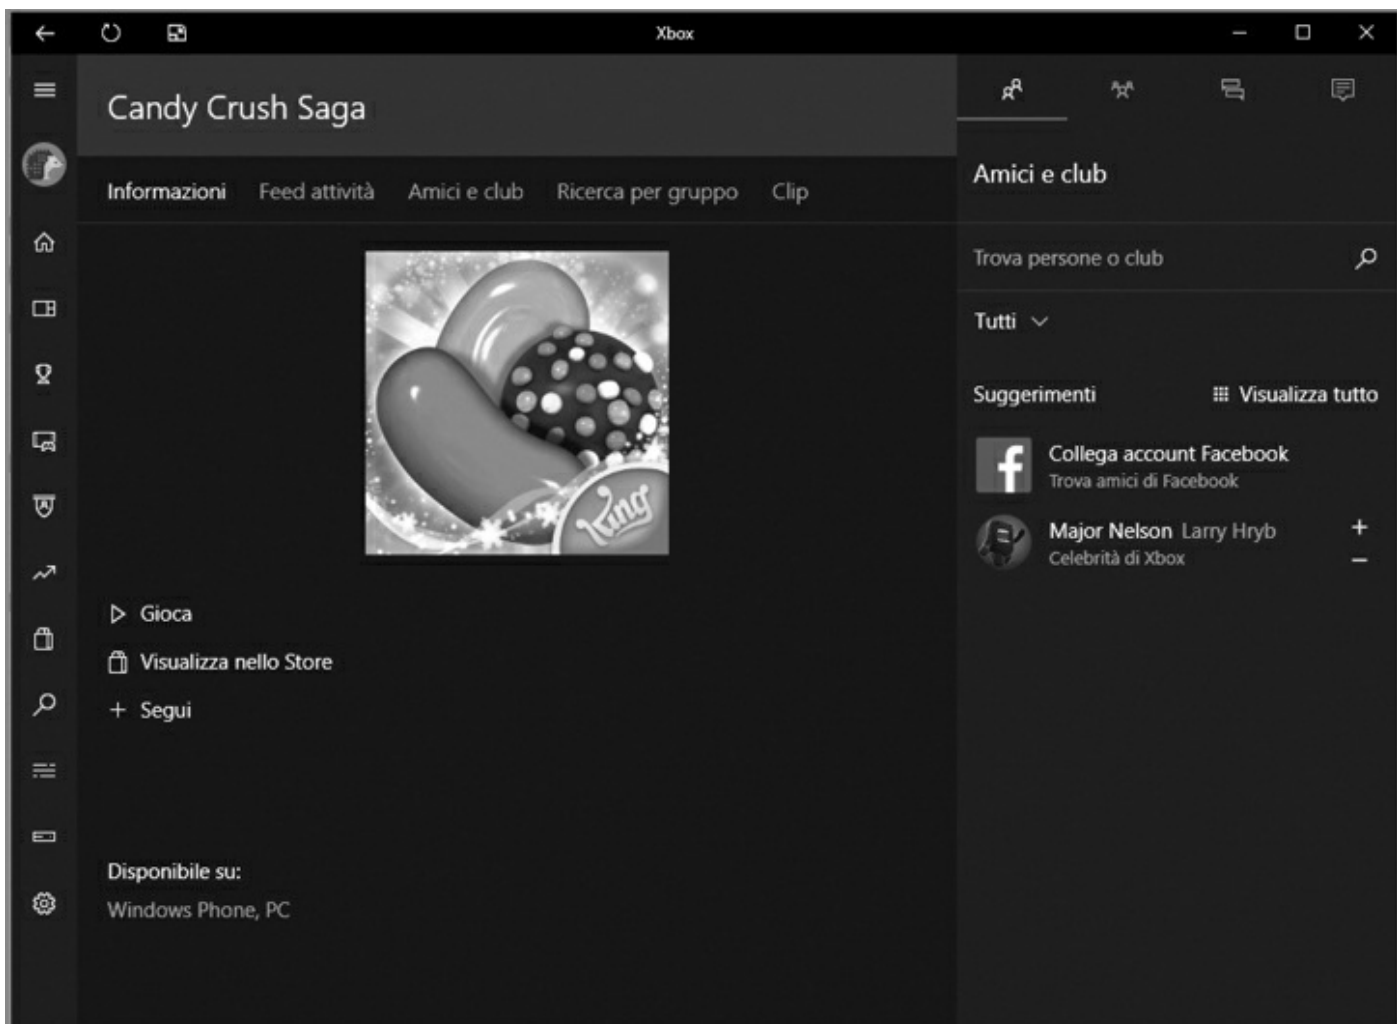 Xbox
Candy Crush Saga
Informazioni Feed attività Amici e club Ricerca per gruppo Clip
King
Gioca
Visualizza nello Store
Segui
Disponibile su:
Windows Phone, PC
Amici e club
Trova persone o club
Tutti
Suggerimenti Visualizza tutto
Collega account Facebook
Trova amici di Facebook
Major Nelson Larry Hryb
Celebrità di Xbox